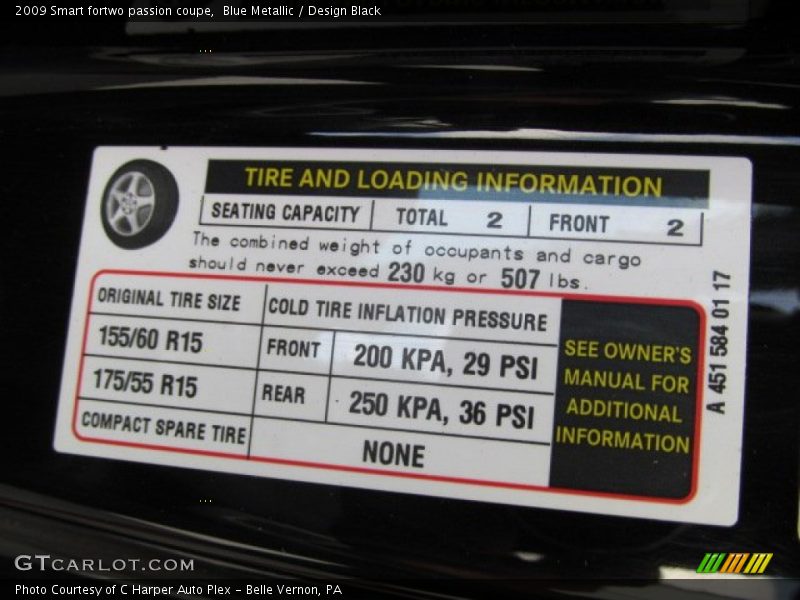 2009 Smart fortwo passion coupe,  Blue Metallic / Design Black
TIRE AND LOADING INFORMATION
SEATING CAPACITY TOTAL 2 FRONT 2
The combined weight of occupants and cargo
should never exceed 230 kg or 507 lbs.
ORIGINAL TIRE SIZE COLD TIRE INFLATION PRESSURE
155/60 R15 FRONT 200 KPA, 29 PSI
175/55 R15 REAR 250 KPA, 36 PSI
COMPACT SPARE TIRE NONE
SEE OWNER'S
MANUAL FOR
ADDITIONAL
INFORMATION
A 451 584 01 17
GTCARLOT.COM
Photo Courtesy of C Harper Auto Plex - Belle Vernon, PA